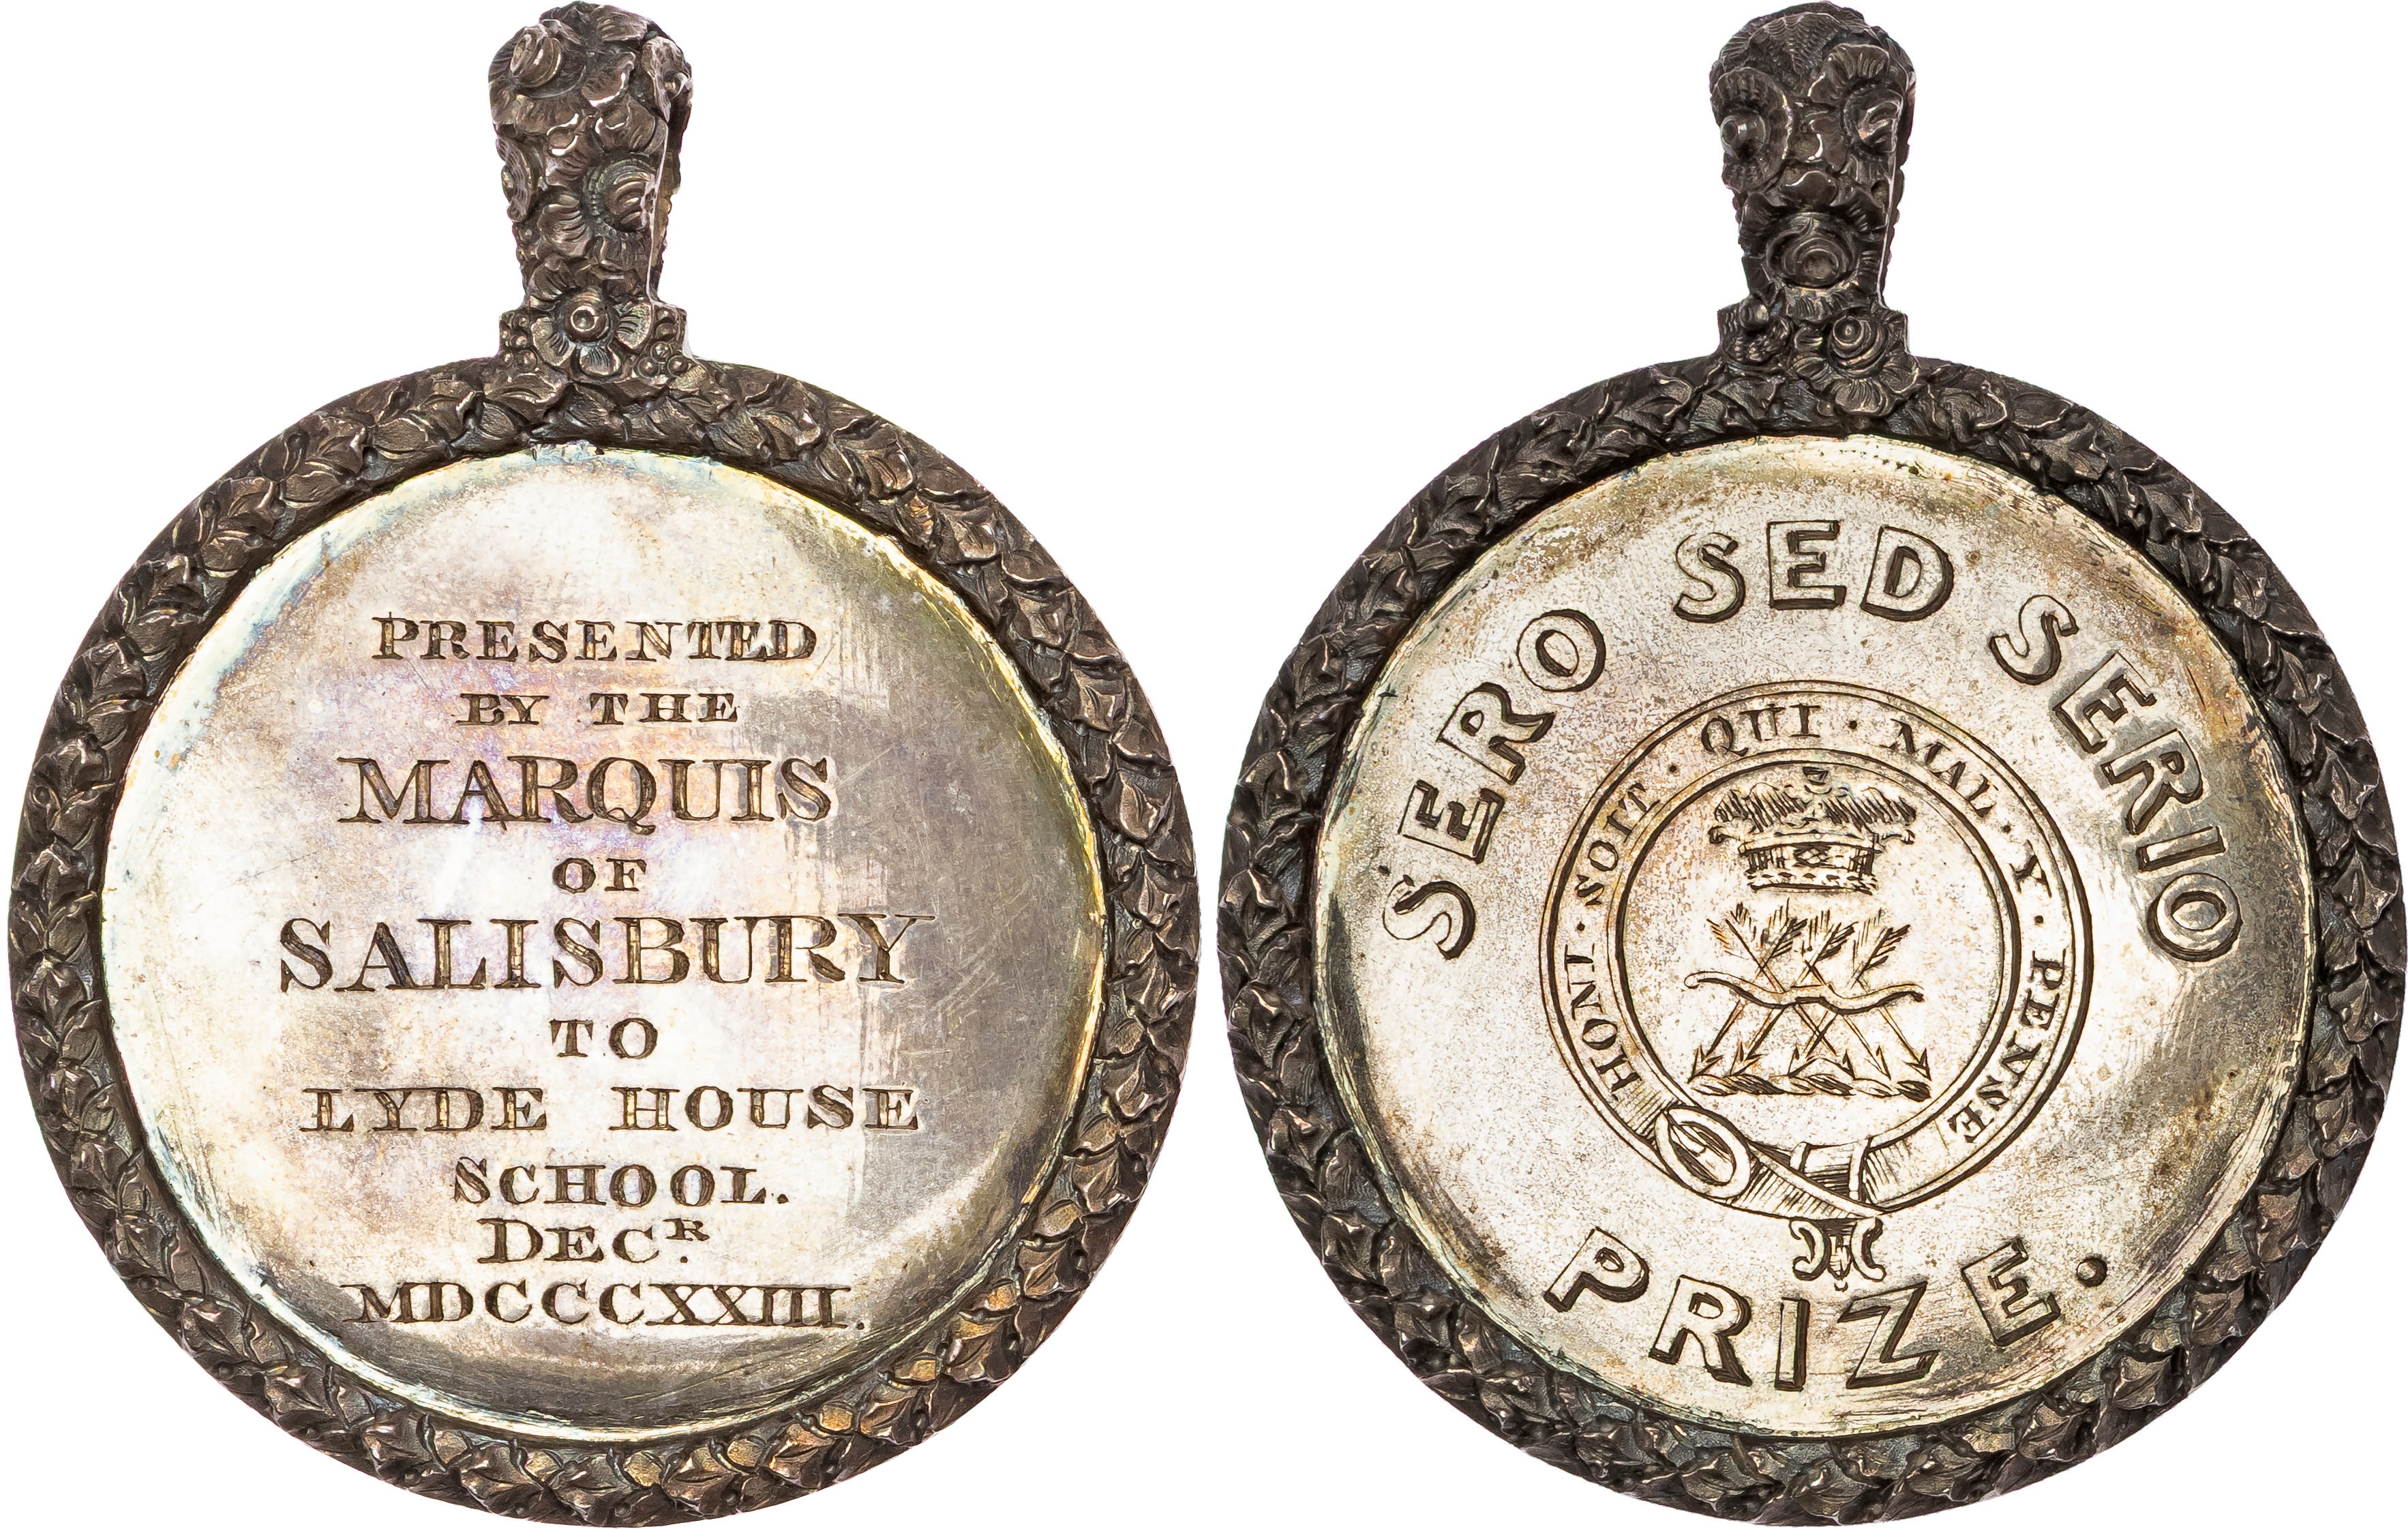 PRESENTED
BY THE
MARQUIS
OF
SALISBURY
TO
LYDE HOUSE
SCHOOL.
DECR.
MDCCCXXIII.
SERO SED SERIO
HONI · SOIT · QUI · MAL · Y · PENSE
PRIZE.